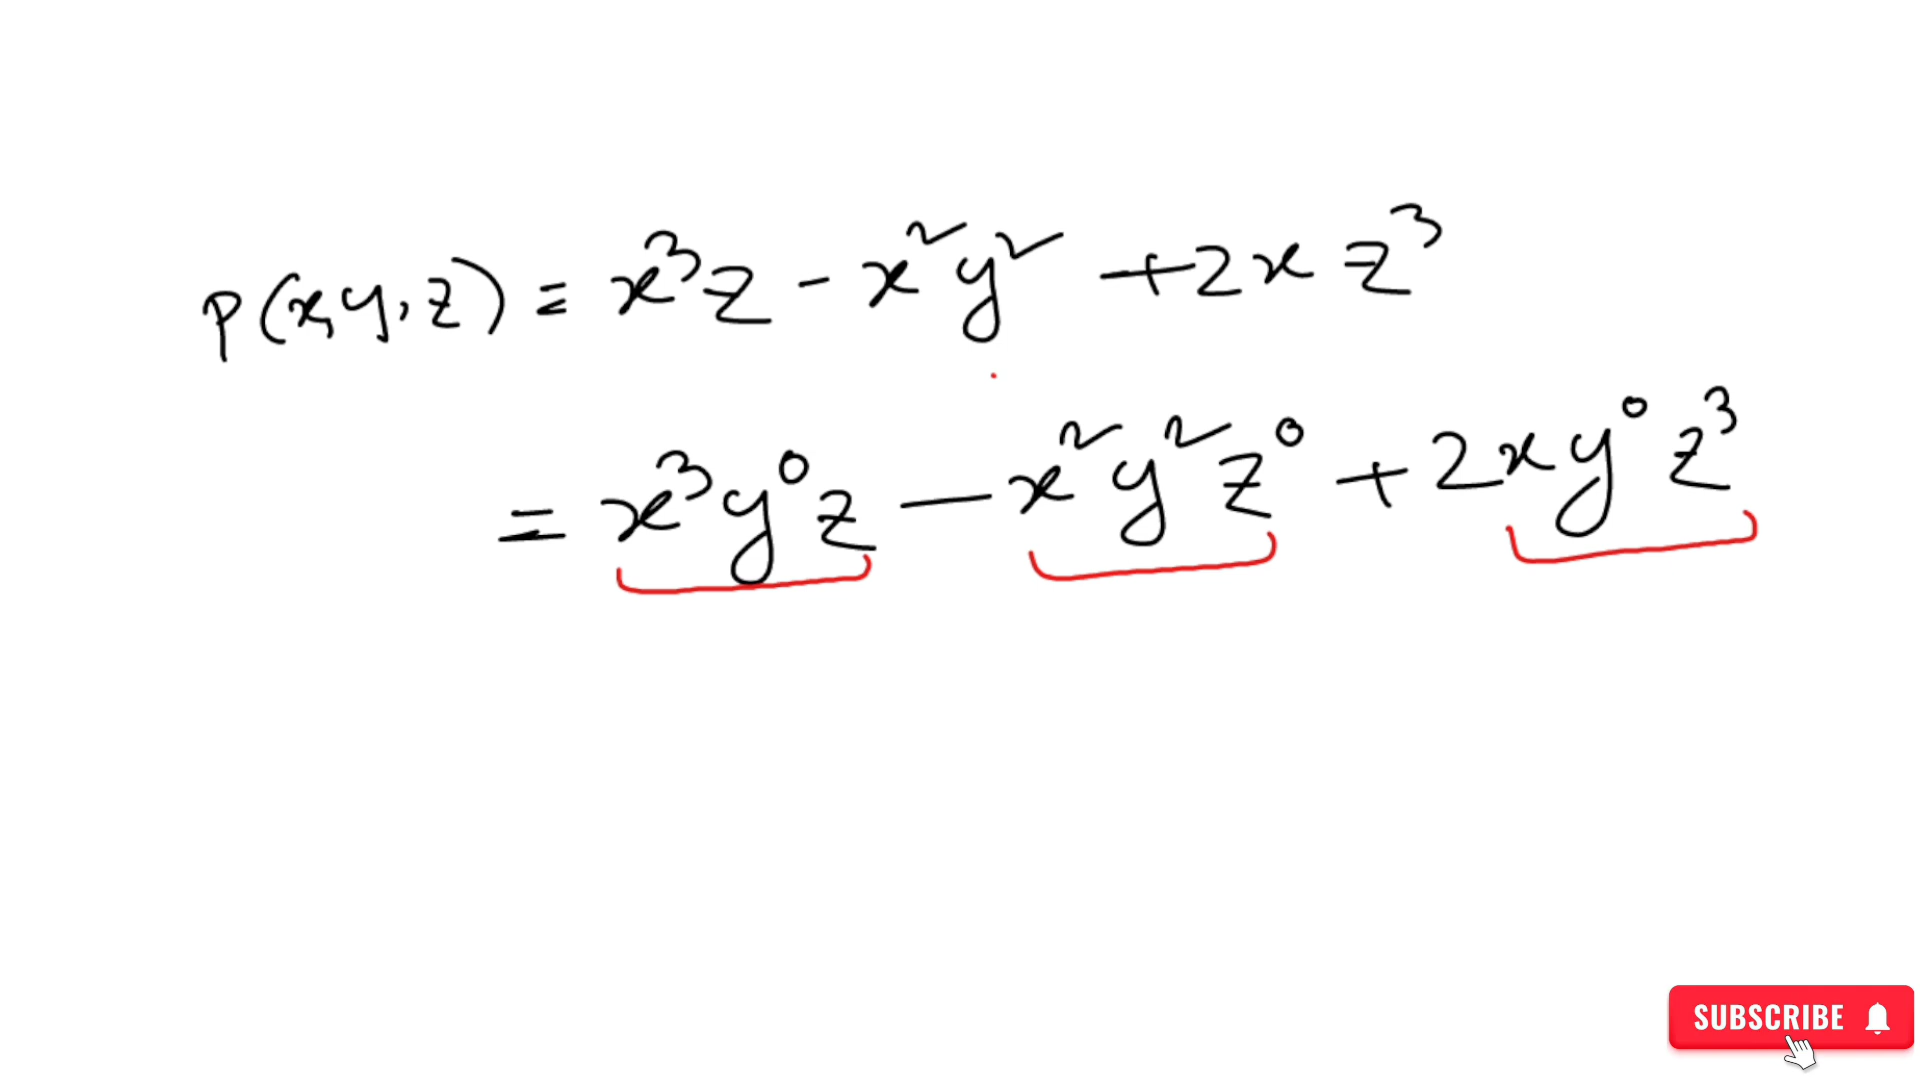 P(x,y,z) = x³z - x²y² + 2xz³
= x³y⁰z - x²y²z⁰ + 2xy⁰z³
SUBSCRIBE